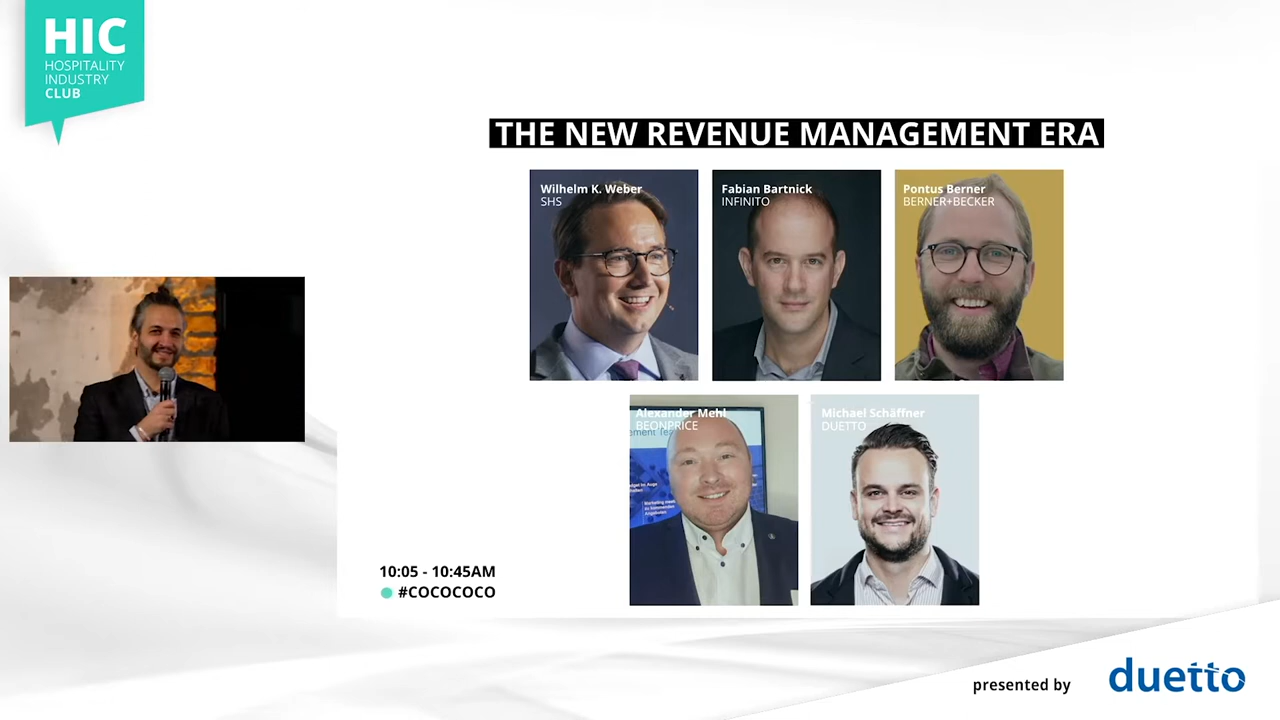 HIC
HOSPITALITY
INDUSTRY
CLUB
THE NEW REVENUE MANAGEMENT ERA
Wilhelm K. Weber
SHS
Fabian Bartnick
INFINITO
Pontus Berner
BERNER+BECKER
Alexander Mehl
BEONPRICE
Michael Schäffner
DUETTO
10:05 - 10:45AM
#COCOCOCO
presented by
duetto